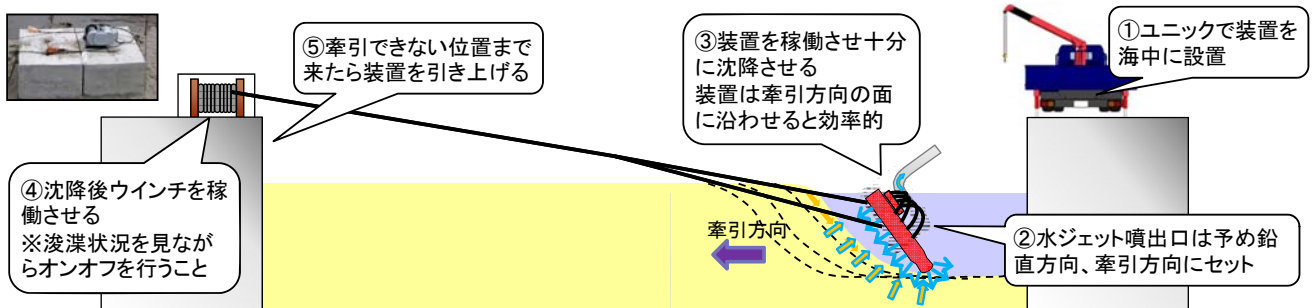 ①ユニックで装置を
海中に設置
②水ジェット噴出口は予め鉛
直方向、牽引方向にセット
③装置を稼働させ十分
に沈降させる
装置は牽引方向の面
に沿わせると効率的
④沈降後ウインチを稼
働させる
※浚渫状況を見なが
らオンオフを行うこと
⑤牽引できない位置まで
来たら装置を引き上げる
牽引方向